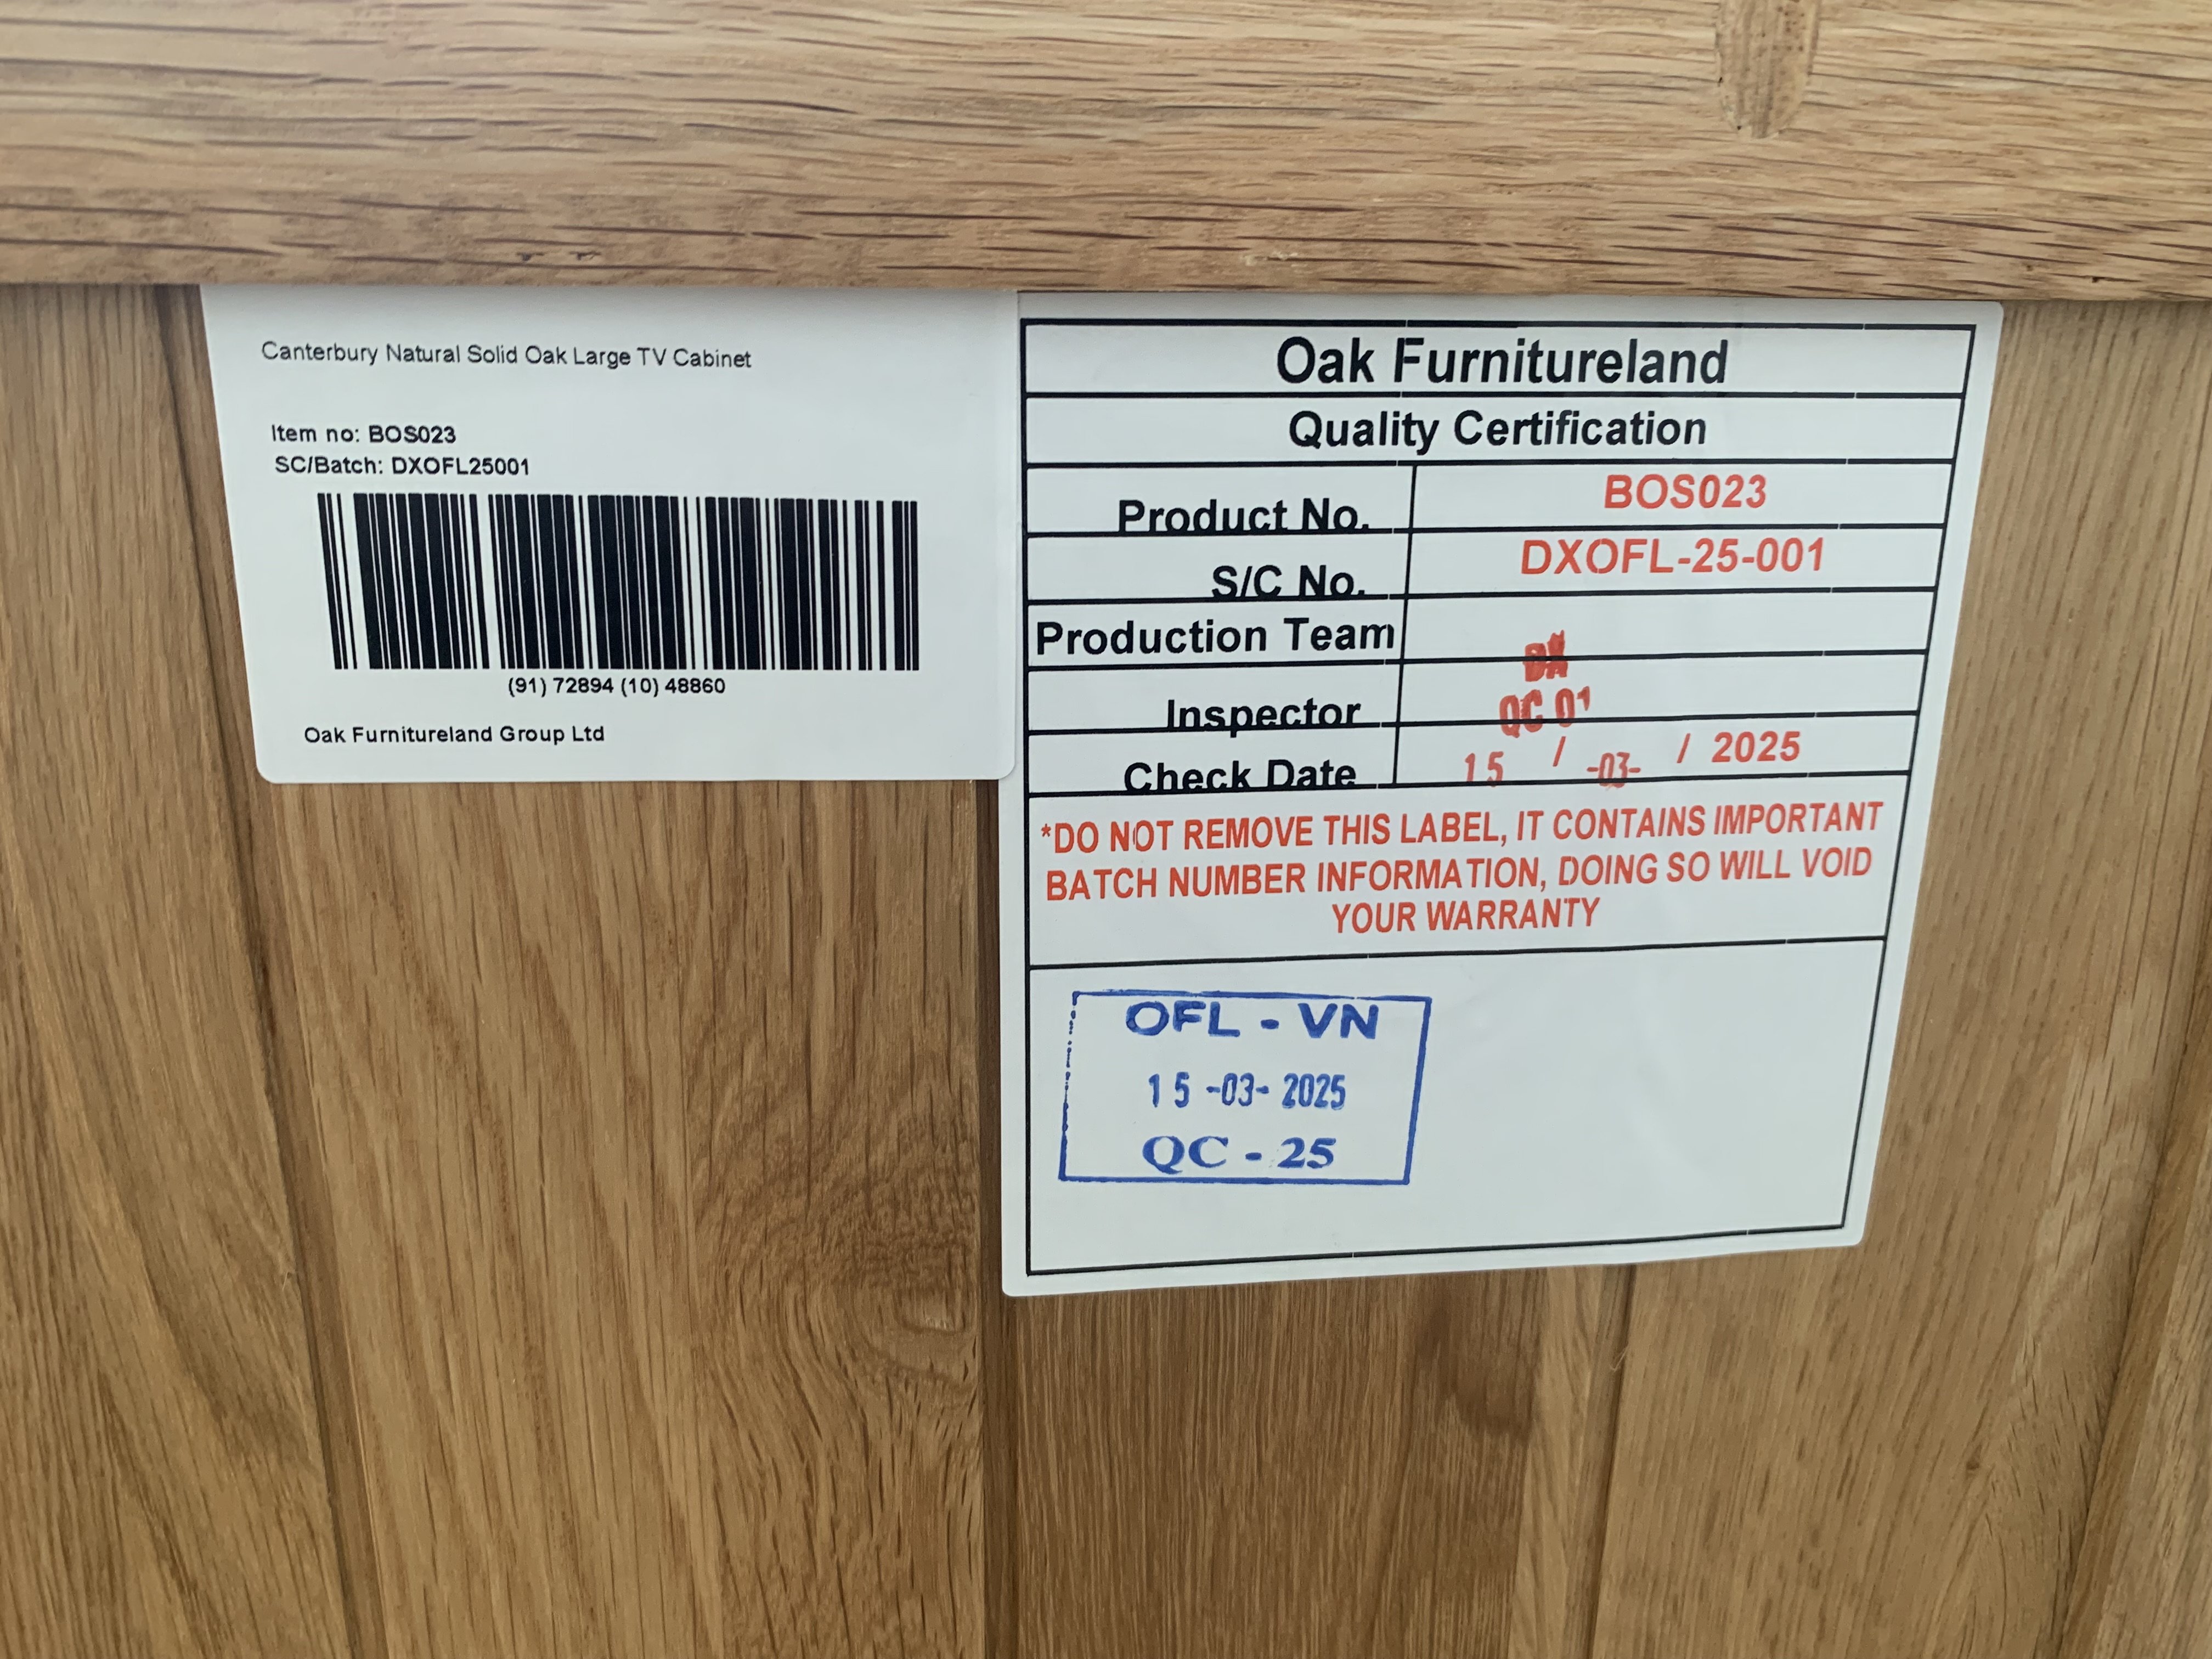 Canterbury Natural Solid Oak Large TV Cabinet
Item no: BOS023
SC/Batch: DXOFL25001
(91) 72894 (10) 48860
Oak Furnitureland Group Ltd
Oak Furnitureland
Quality Certification
Product No. BOS023
S/C No. DXOFL-25-001
Production Team DX
Inspector QC 01
Check Date 15 / -03- / 2025
*DO NOT REMOVE THIS LABEL, IT CONTAINS IMPORTANT
BATCH NUMBER INFORMATION, DOING SO WILL VOID
YOUR WARRANTY
OFL - VN
15 -03- 2025
QC - 25